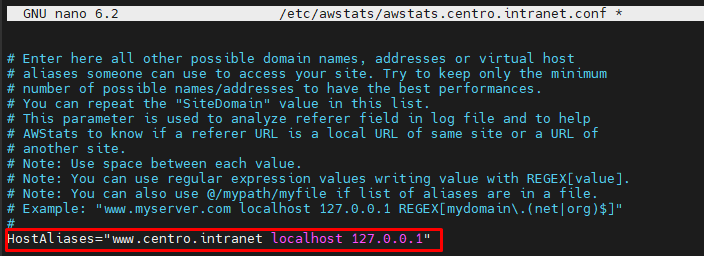 GNU nano 6.2 /etc/awstats/awstats.centro.intranet.conf *
# Enter here all other possible domain names, addresses or virtual host
# aliases someone can use to access your site. Try to keep only the minimum
# number of possible names/addresses to have the best performances.
# You can repeat the "SiteDomain" value in this list.
# This parameter is used to analyze referer field in log file and to help
# AWStats to know if a referer URL is a local URL of same site or a URL of
# another site.
# Note: Use space between each value.
# Note: You can use regular expression values writing value with REGEX[value].
# Note: You can also use @/mypath/myfile if list of aliases are in a file.
# Example: "www.myserver.com localhost 127.0.0.1 REGEX[mydomain\.(net|org)$]"
#
HostAliases="www.centro.intranet localhost 127.0.0.1"